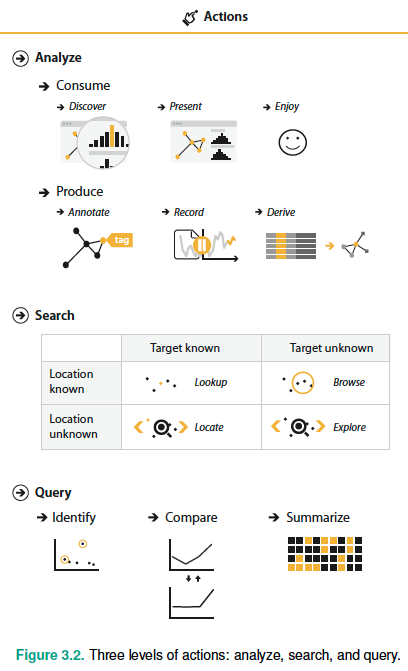 Actions
Analyze
➔ Consume
➔ Discover ➔ Present ➔ Enjoy
➔ Produce
➔ Annotate ➔ Record ➔ Derive
tag
Search
Target known Target unknown
Location known
Lookup Browse
Location unknown
Locate Explore
Query
➔ Identify ➔ Compare ➔ Summarize
Figure 3.2. Three levels of actions: analyze, search, and query.